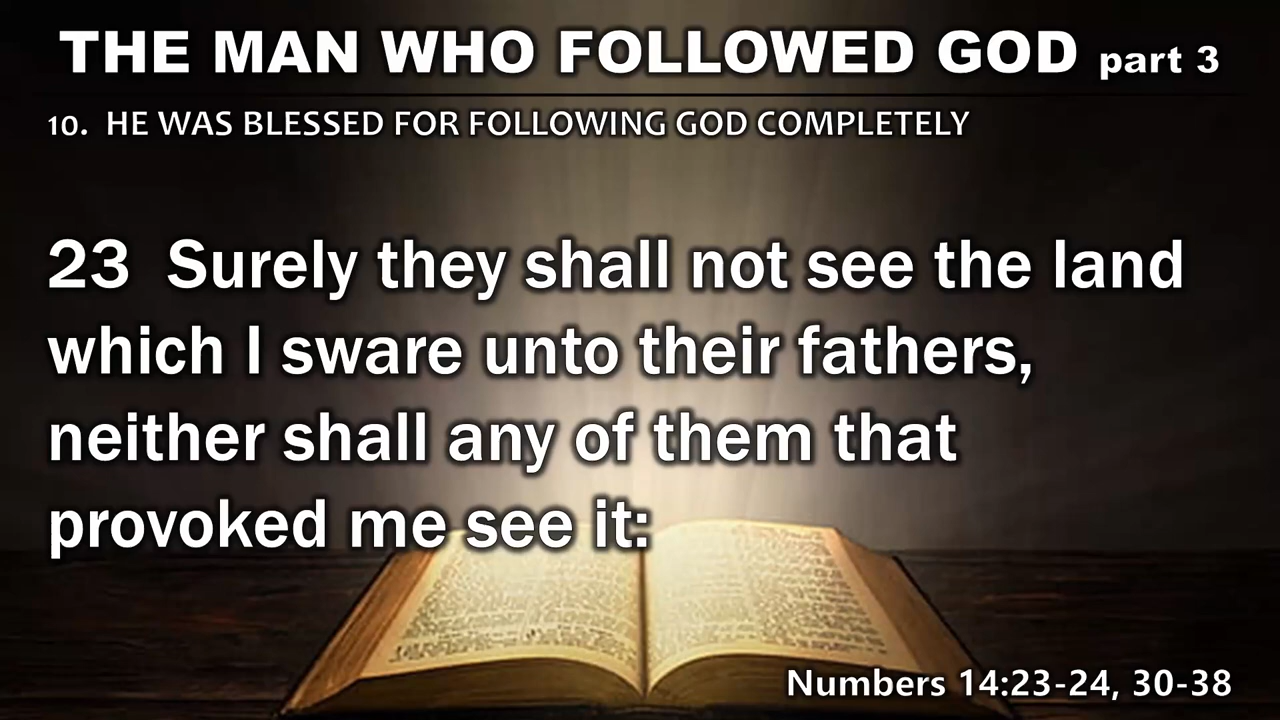 THE MAN WHO FOLLOWED GOD part 3
10. HE WAS BLESSED FOR FOLLOWING GOD COMPLETELY
23 Surely they shall not see the land
which I sware unto their fathers,
neither shall any of them that
provoked me see it:
Numbers 14:23-24, 30-38